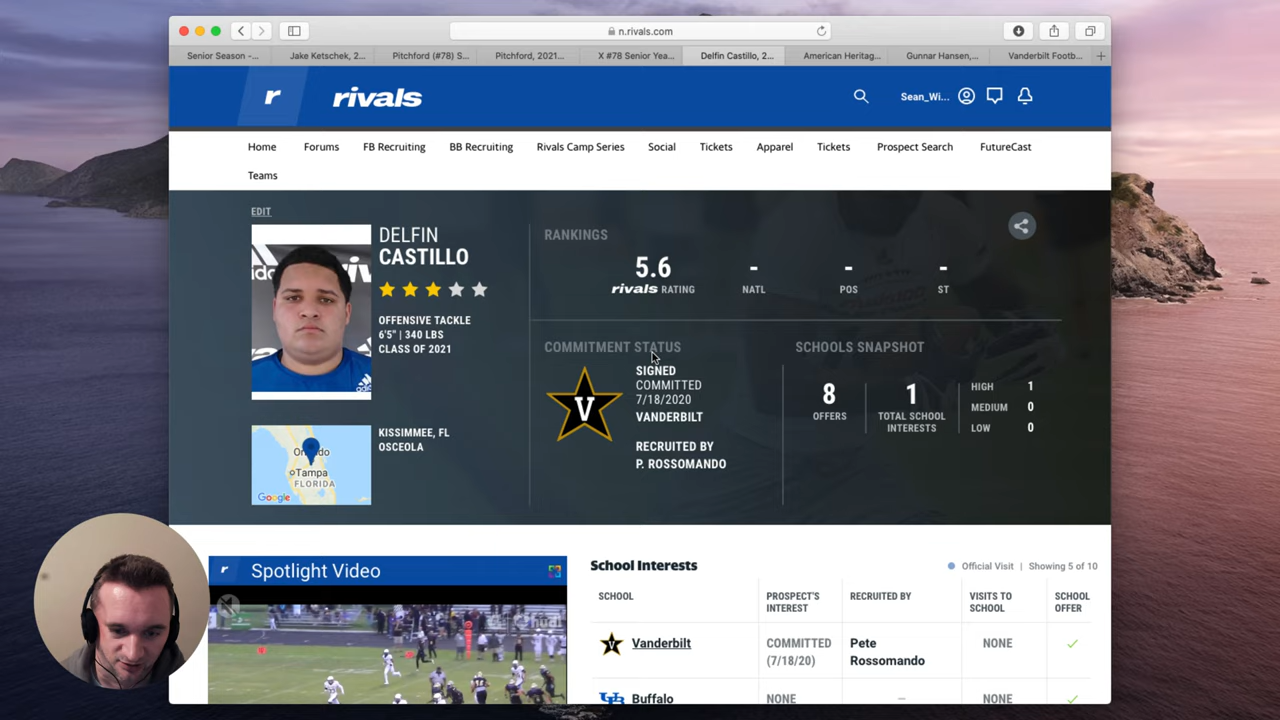 n.rivals.com
Senior Season -...
Jake Ketschek, 2...
Pitchford (#78) S...
Pitchford, 2021...
X #78 Senior Yea...
Delfin Castillo, 2...
American Heritag...
Gunnar Hansen,...
Vanderbilt Footb...
r
rivals
Sean_Wi...
Home
Forums
FB Recruiting
BB Recruiting
Rivals Camp Series
Social
Tickets
Apparel
Tickets
Prospect Search
FutureCast
Teams
EDIT
DELFIN
CASTILLO
OFFENSIVE TACKLE
6'5" | 340 LBS
CLASS OF 2021
KISSIMMEE, FL
OSCEOLA
Tampa
FLORIDA
Google
RANKINGS
5.6
rivals RATING
-
NATL
-
POS
-
ST
COMMITMENT STATUS
V
SIGNED
COMMITTED
7/18/2020
VANDERBILT
RECRUITED BY
P. ROSSOMANDO
SCHOOLS SNAPSHOT
8
OFFERS
1
TOTAL SCHOOL
INTERESTS
HIGH 1
MEDIUM 0
LOW 0
r
Spotlight Video
hudl
School Interests
Official Visit | Showing 5 of 10
SCHOOL
PROSPECT'S
INTEREST
RECRUITED BY
VISITS TO
SCHOOL
SCHOOL
OFFER
Vanderbilt
COMMITTED
(7/18/20)
Pete
Rossomando
NONE
Buffalo
NONE
–
NONE